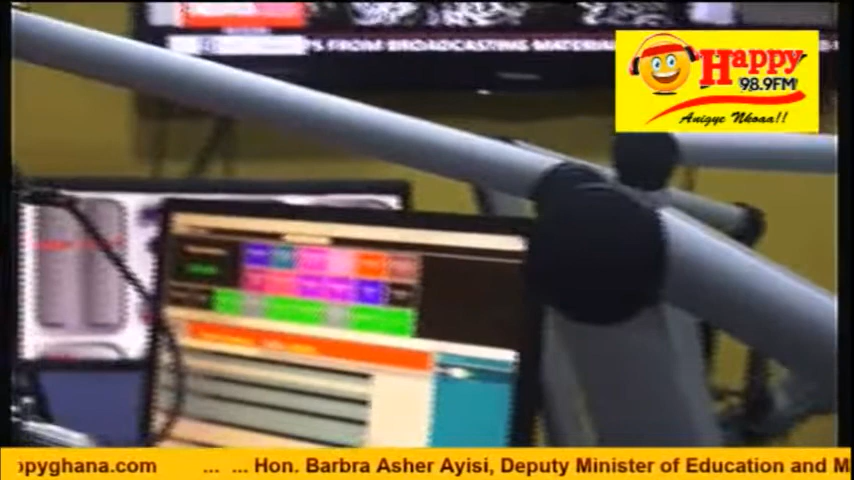 S FROM BROADCASTING MATERIAL
Happy
98.9FM
Anigye Nkoaa!!
ppyghana.com ... ... Hon. Barbra Asher Ayisi, Deputy Minister of Education and M